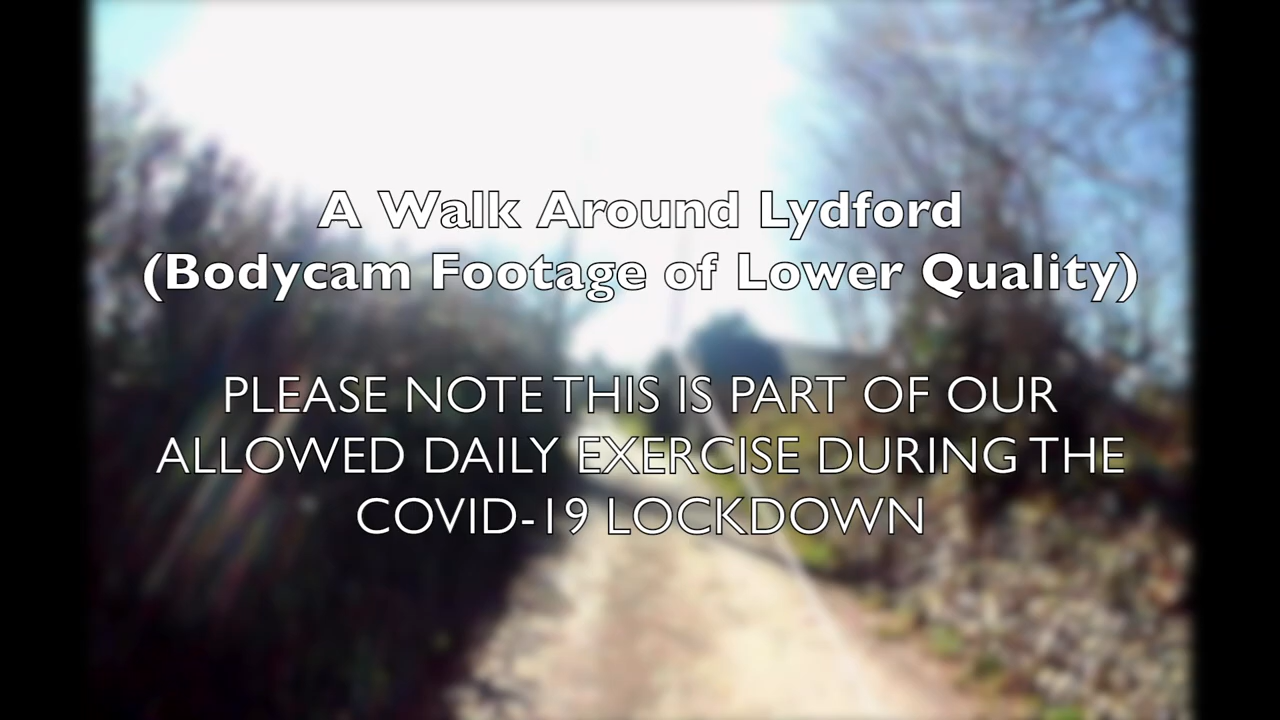 A Walk Around Lydford
(Bodycam Footage of Lower Quality)
PLEASE NOTE THIS IS PART OF OUR
ALLOWED DAILY EXERCISE DURING THE
COVID-19 LOCKDOWN